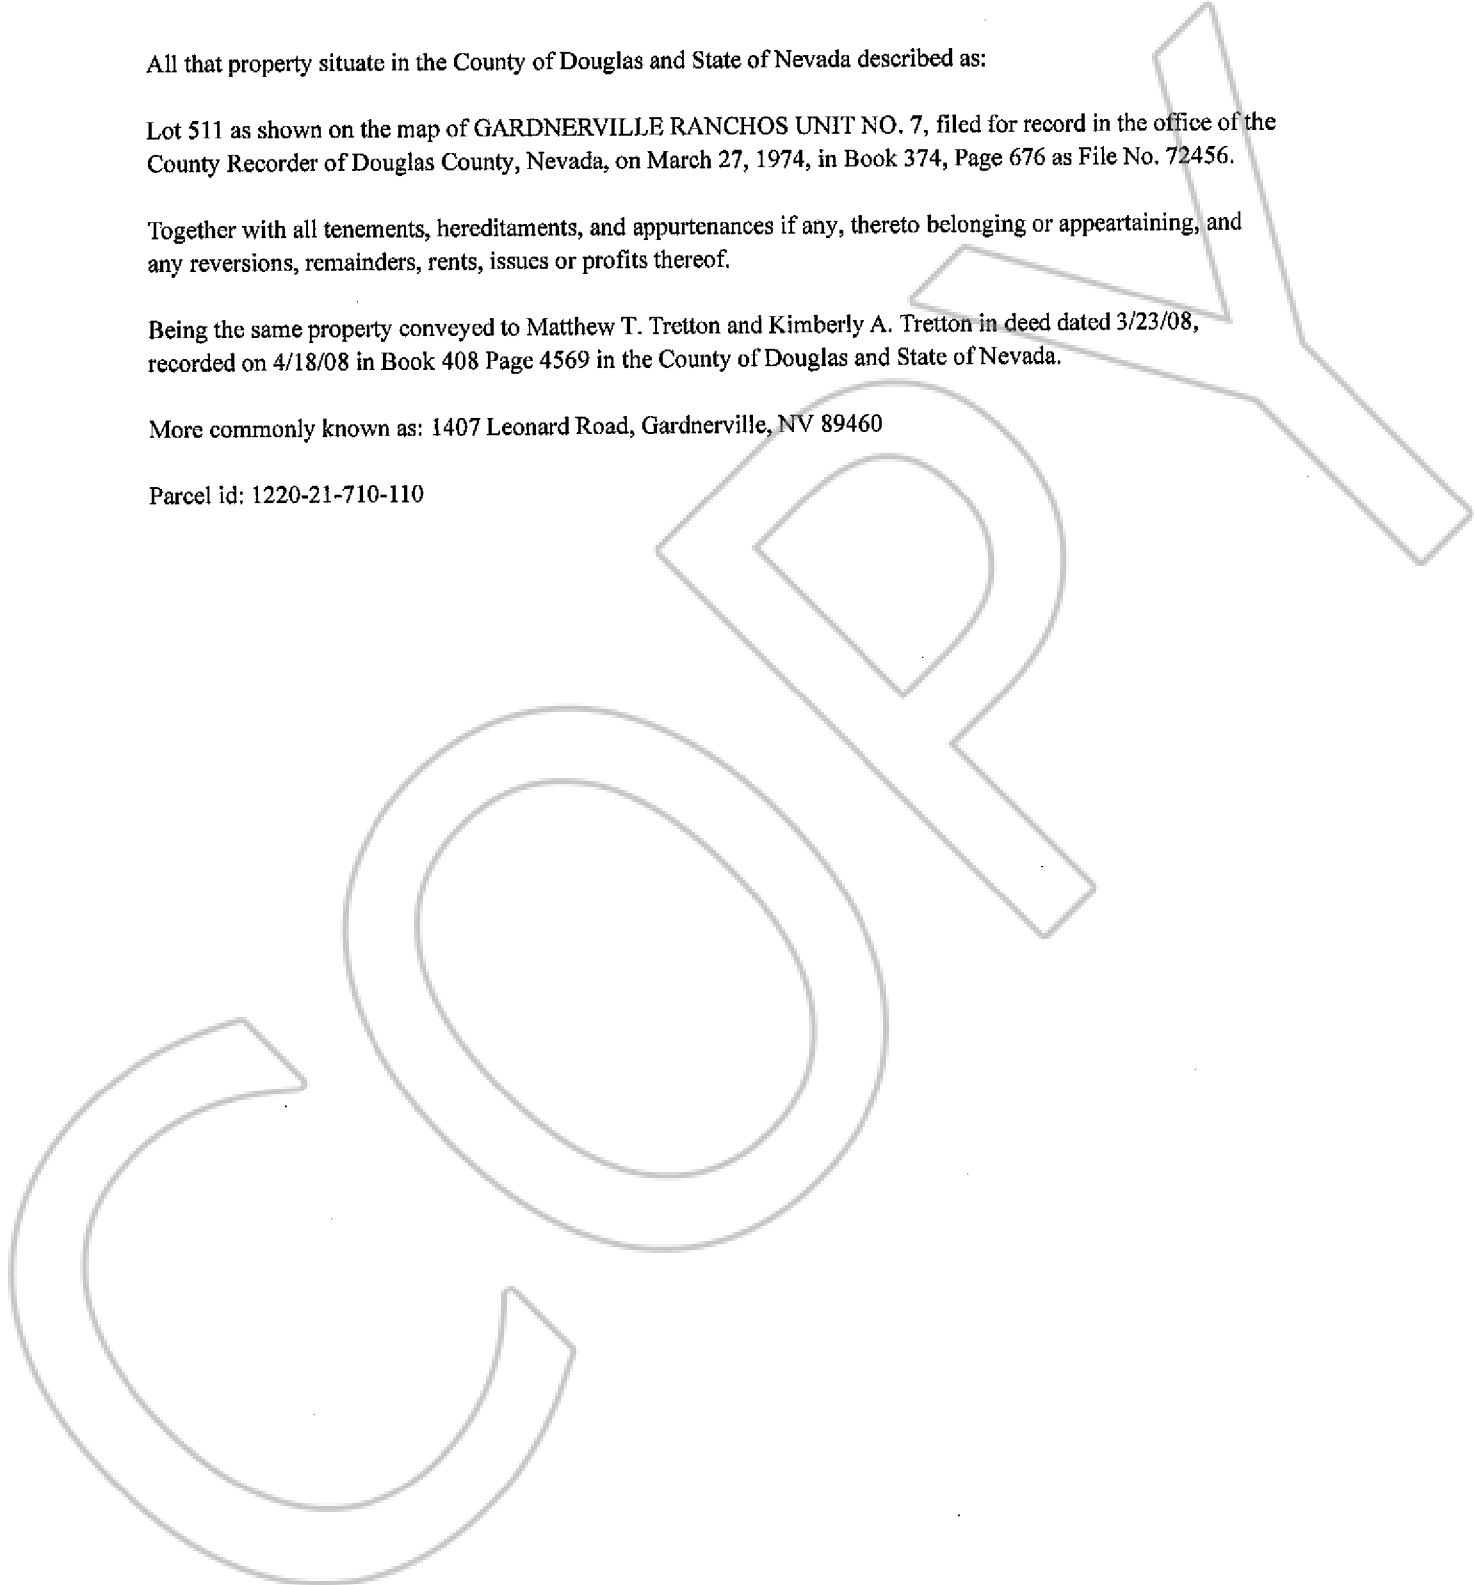 All that property situate in the County of Douglas and State of Nevada described as:
Lot 511 as shown on the map of GARDNERVILLE RANCHOS UNIT NO. 7, filed for record in the office of the
County Recorder of Douglas County, Nevada, on March 27, 1974, in Book 374, Page 676 as File No. 72456.
Together with all tenements, hereditaments, and appurtenances if any, thereto belonging or appeartaining, and
any reversions, remainders, rents, issues or profits thereof.
Being the same property conveyed to Matthew T. Tretton and Kimberly A. Tretton in deed dated 3/23/08,
recorded on 4/18/08 in Book 408 Page 4569 in the County of Douglas and State of Nevada.
More commonly known as: 1407 Leonard Road, Gardnerville, NV 89460
Parcel id: 1220-21-710-110
COPY